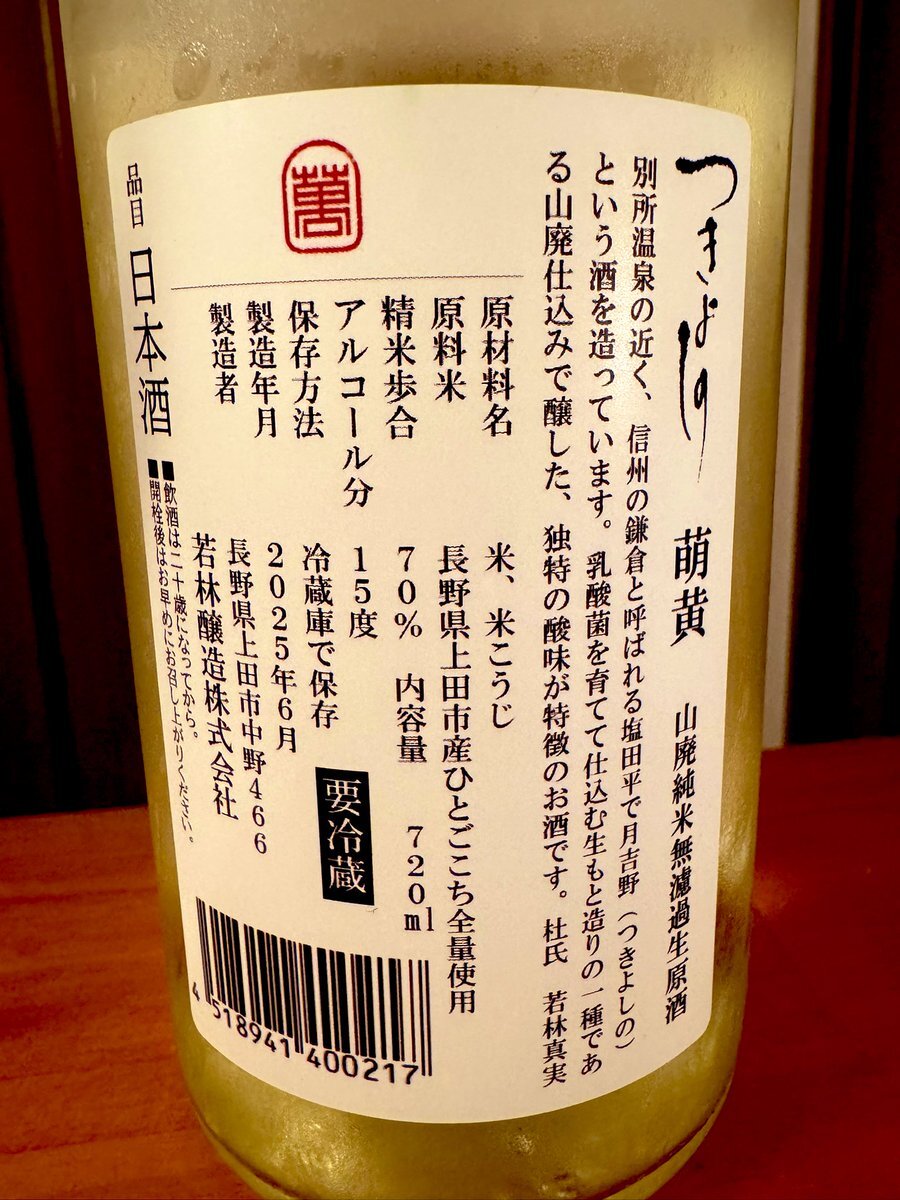 つきよしの 萌黄 山廃純米無濾過生原酒
別所温泉の近く、信州の鎌倉と呼ばれる塩田平で月吉野（つきよしの）
という酒を造っています。乳酸菌を育てて仕込む生もと造りの一種であ
る山廃仕込みで醸した、独特の酸味が特徴のお酒です。 杜氏 若林真実
萬
原材料名 米、米こうじ
原料米 長野県上田市産ひとごこち全量使用
精米歩合 70% 内容量 720ml
アルコール分 15度
保存方法 冷蔵庫で保存 要冷蔵
製造年月 2025年6月
製造者 長野県上田市中野466
若林醸造株式会社
品目 日本酒
■飲酒は二十歳になってから。
■開栓後はお早めにお召し上がりください。
4 518941 400217